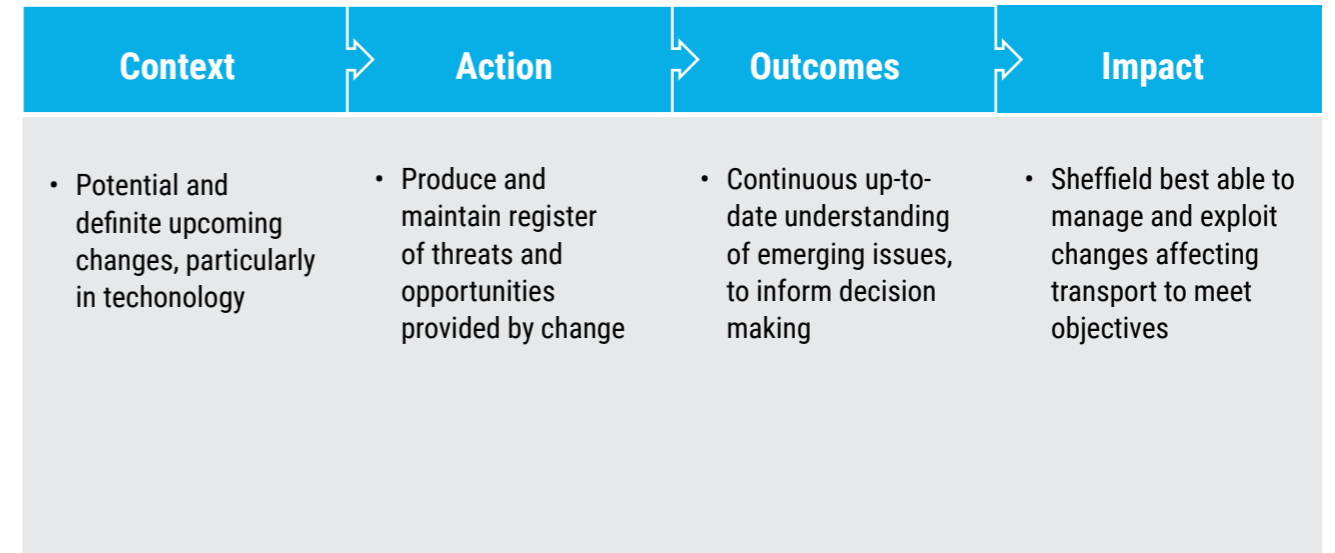 Context
Action
Outcomes
Impact
• Potential and
definite upcoming
changes, particularly
in techonology
• Produce and
maintain register
of threats and
opportunities
provided by change
• Continuous up-to-
date understanding
of emerging issues,
to inform decision
making
• Sheffield best able to
manage and exploit
changes affecting
transport to meet
objectives